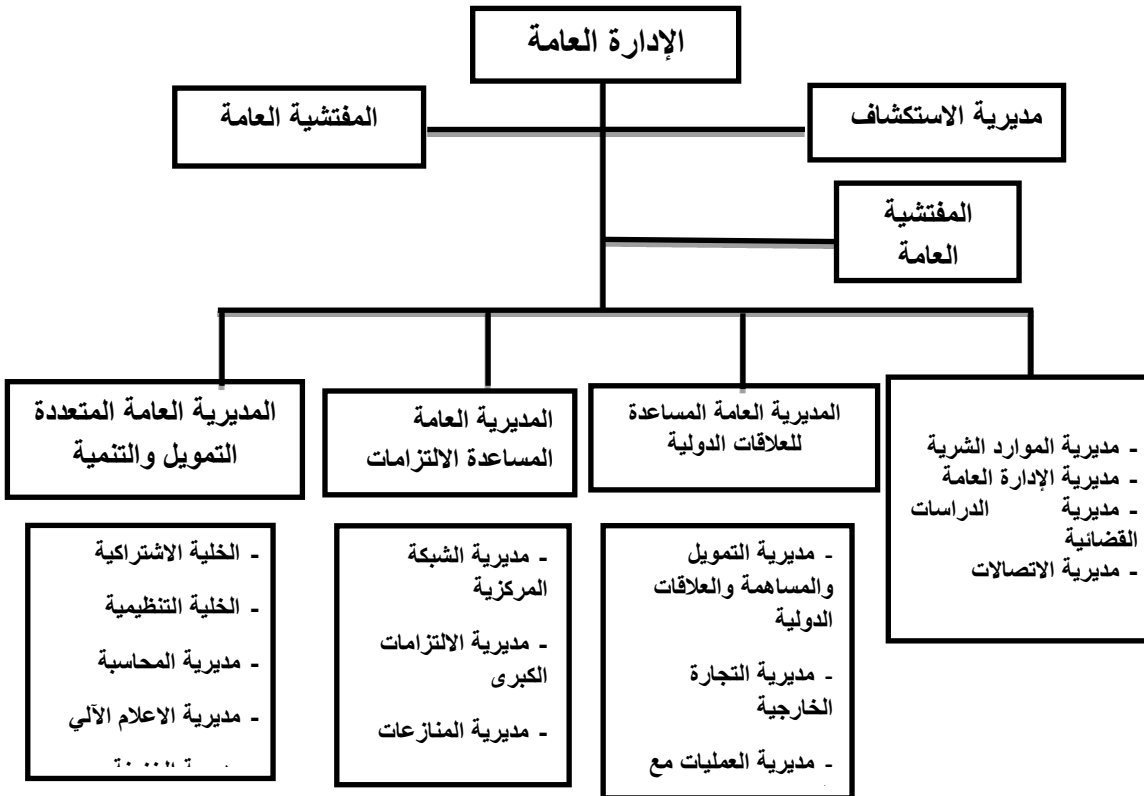 الإدارة العامة
مديرية الاستكشاف
المفتشية العامة
المفتشية
العامة
- مديرية الموارد الشرية
- مديرية الإدارة العامة
- مديرية الدراسات
القضائية
- مديرية الاتصالات
المديرية العامة المساعدة
للعلاقات الدولية
المديرية العامة
المساعدة الالتزامات
المديرية العامة المتعددة
التمويل والتنمية
- مديرية التمويل
والمساهمة والعلاقات
الدولية
- مديرية التجارة
الخارجية
- مديرية العمليات مع
- مديرية الشبكة
المركزية
- مديرية الالتزامات
الكبرى
- مديرية المنازعات
- الخلية الاشتراكية
- الخلية التنظيمية
- مديرية المحاسبة
- مديرية الاعلام الآلي